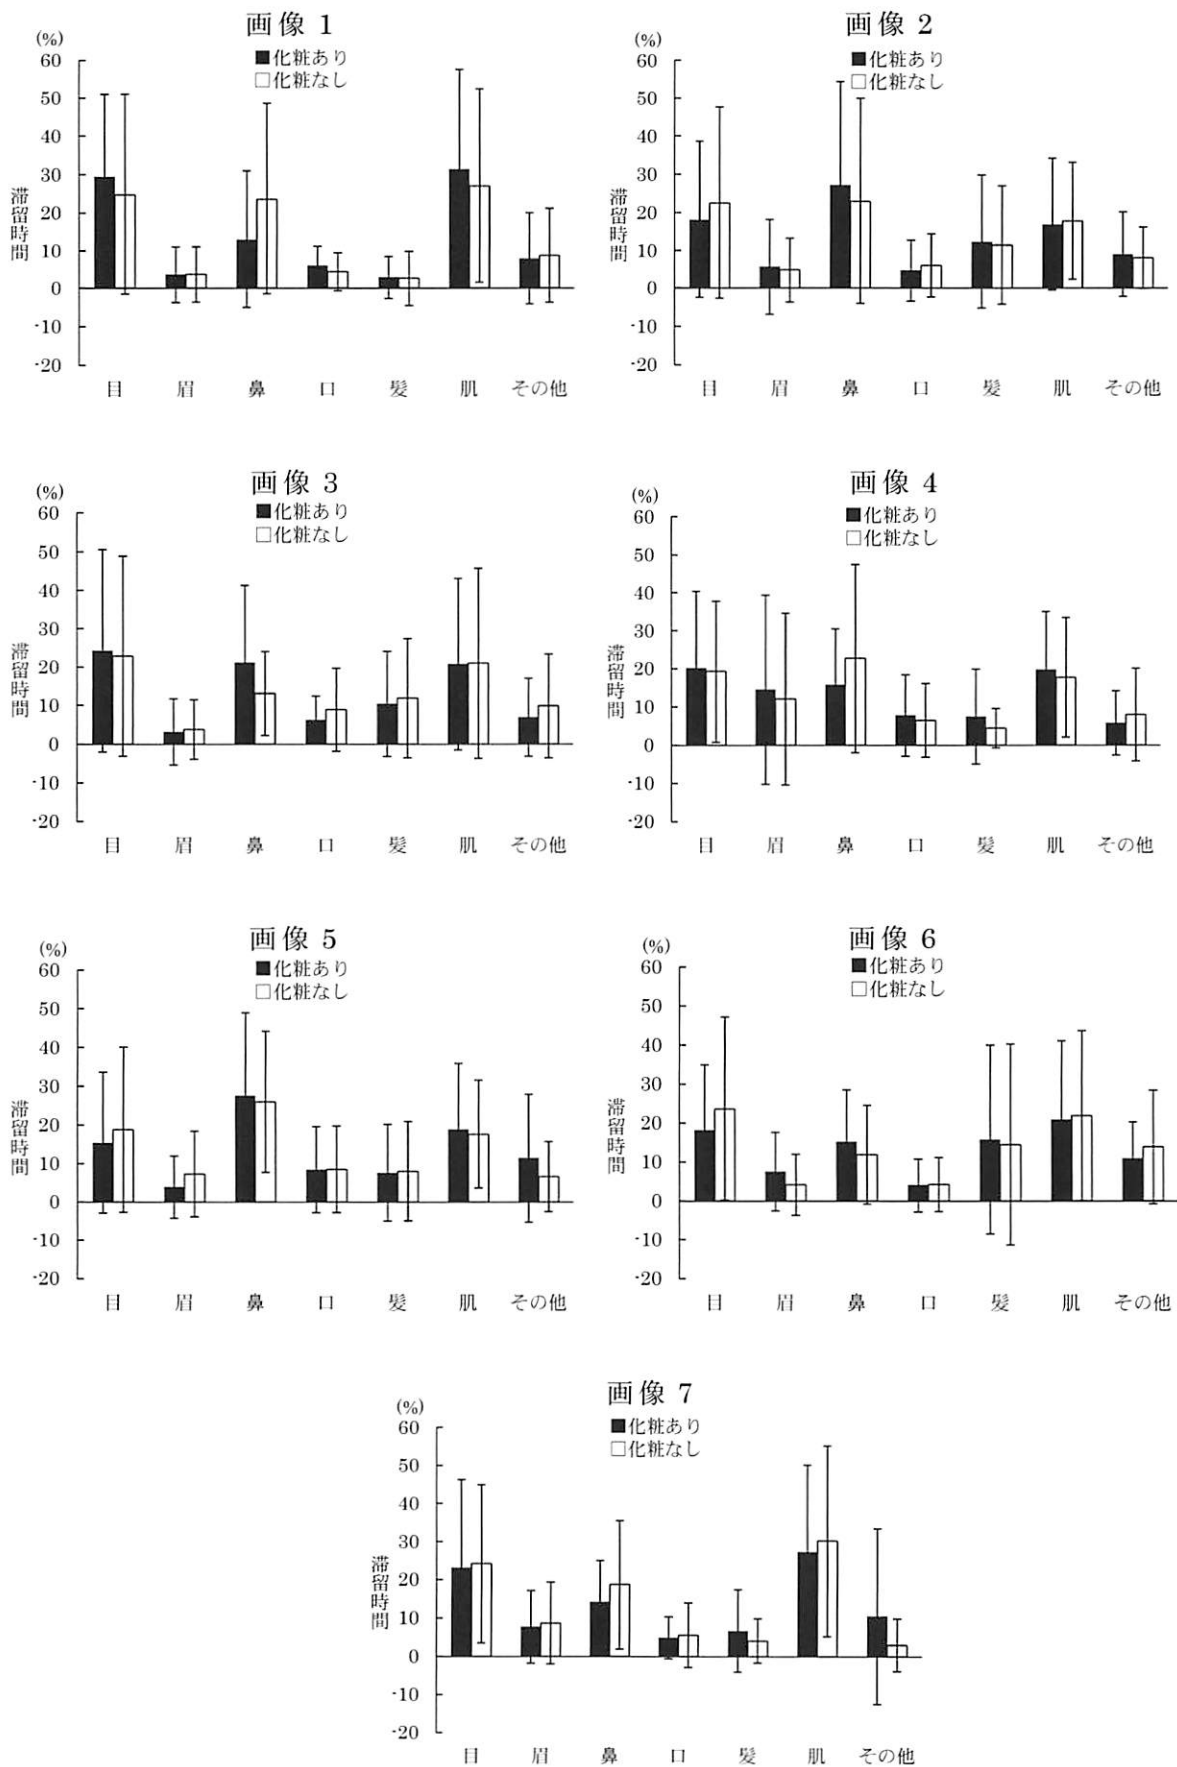 画像 1
(%)
■化粧あり
□化粧なし
60
50
40
30
20
10
0
-10
-20
滞留時間
目 眉 鼻 口 髪 肌 その他
画像 2
(%)
■化粧あり
□化粧なし
60
50
40
30
20
10
0
-10
-20
滞留時間
目 眉 鼻 口 髪 肌 その他
画像 3
(%)
■化粧あり
□化粧なし
60
50
40
30
20
10
0
-10
-20
滞留時間
目 眉 鼻 口 髪 肌 その他
画像 4
(%)
■化粧あり
□化粧なし
60
50
40
30
20
10
0
-10
-20
滞留時間
目 眉 鼻 口 髪 肌 その他
画像 5
(%)
■化粧あり
□化粧なし
60
50
40
30
20
10
0
-10
-20
滞留時間
目 眉 鼻 口 髪 肌 その他
画像 6
(%)
■化粧あり
□化粧なし
60
50
40
30
20
10
0
-10
-20
滞留時間
目 眉 鼻 口 髪 肌 その他
画像 7
(%)
■化粧あり
□化粧なし
60
50
40
30
20
10
0
-10
-20
滞留時間
目 眉 鼻 口 髪 肌 その他